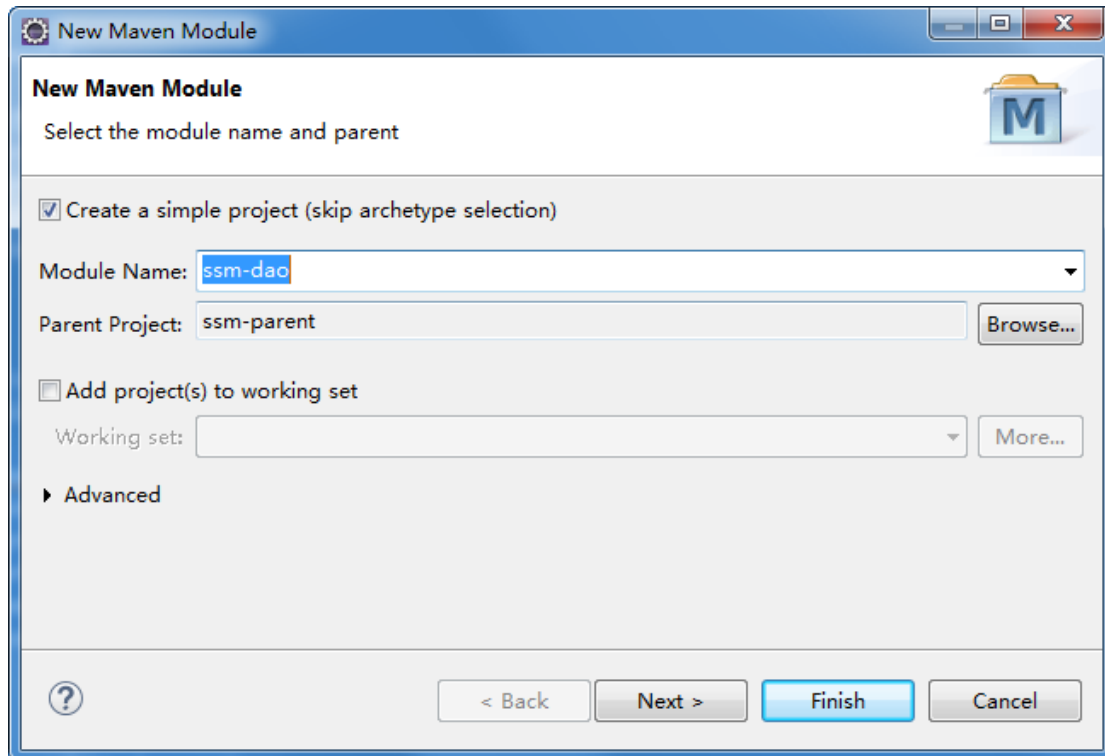 New Maven Module
New Maven Module
Select the module name and parent
M
Create a simple project (skip archetype selection)
Module Name: ssm-dao
Parent Project: ssm-parent Browse...
Add project(s) to working set
Working set: More...
Advanced
? < Back Next > Finish Cancel